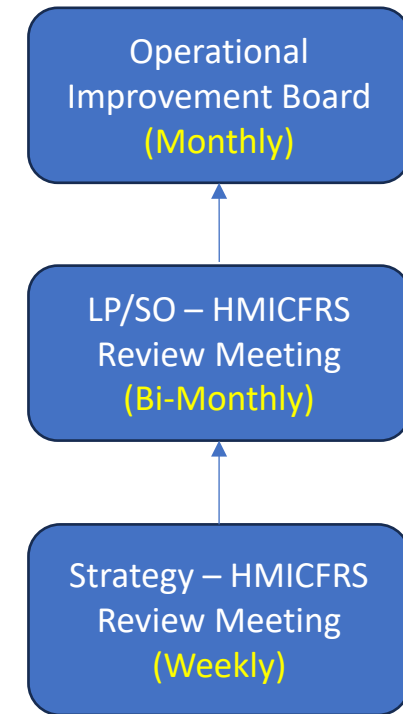 Operational
Improvement Board
(Monthly)
LP/SO – HMICFRS
Review Meeting
(Bi-Monthly)
Strategy – HMICFRS
Review Meeting
(Weekly)